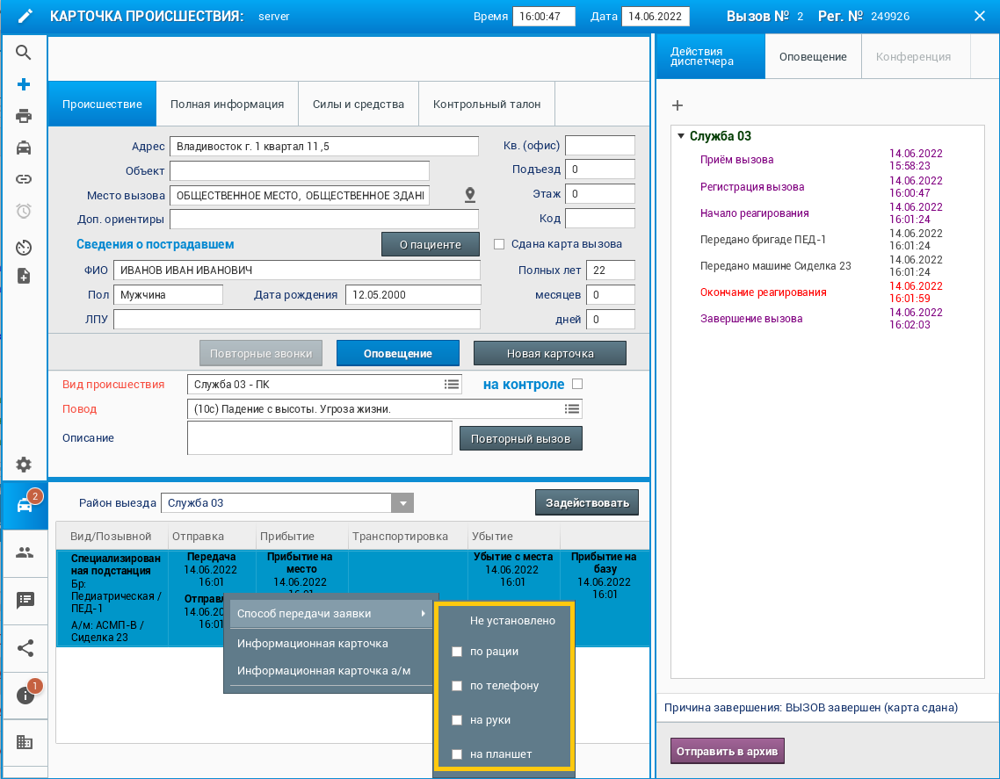 КАРТОЧКА ПРОИСШЕСТВИЯ: server Время 16:00:47 Дата 14.06.2022 Вызов № 2 Рег. № 249926
Происшествие Полная информация Силы и средства Контрольный талон
Адрес Владивосток г. 1 квартал 11 ,5 Кв. (офис)
Объект Подъезд 0
Место вызова ОБЩЕСТВЕННОЕ МЕСТО, ОБЩЕСТВЕННОЕ ЗДАНИ Этаж 0
Доп. ориентиры Код
Сведения о пострадавшем О пациенте Сдана карта вызова
ФИО ИВАНОВ ИВАН ИВАНОВИЧ Полных лет 22
Пол Мужчина Дата рождения 12.05.2000 месяцев 0
ЛПУ дней 0
Повторные звонки Оповещение Новая карточка
Вид происшествия Служба 03 - ПК на контроле
Повод (10с) Падение с высоты. Угроза жизни.
Описание Повторный вызов
Район выезда Служба 03 Задействовать
Вид/Позывной Отправка Прибытие Транспортировка Убытие
Специализирован
ная подстанция
Бр:
Педиатрическая /
ПЕД-1
А/м: АСМП-В /
Сиделка 23
Передача
14.06.2022
16:01
Отправл
14.06.20
16:01
Прибытие на
место
14.06.2022
16:01
Убытие с места
14.06.2022
16:01
Прибытие на
базу
14.06.2022
16:01
Способ передачи заявки
Информационная карточка
Информационная карточка а/м
Не установлено
по рации
по телефону
на руки
на планшет
2
1
Действия
диспетчера
Оповещение Конференция
Служба 03
Приём вызова 14.06.2022
15:58:23
Регистрация вызова 14.06.2022
16:00:47
Начало реагирования 14.06.2022
16:01:24
Передано бригаде ПЕД-1 14.06.2022
16:01:24
Передано машине Сиделка 23 14.06.2022
16:01:24
Окончание реагирования 14.06.2022
16:01:59
Завершение вызова 14.06.2022
16:02:03
Причина завершения: ВЫЗОВ завершен (карта сдана)
Отправить в архив